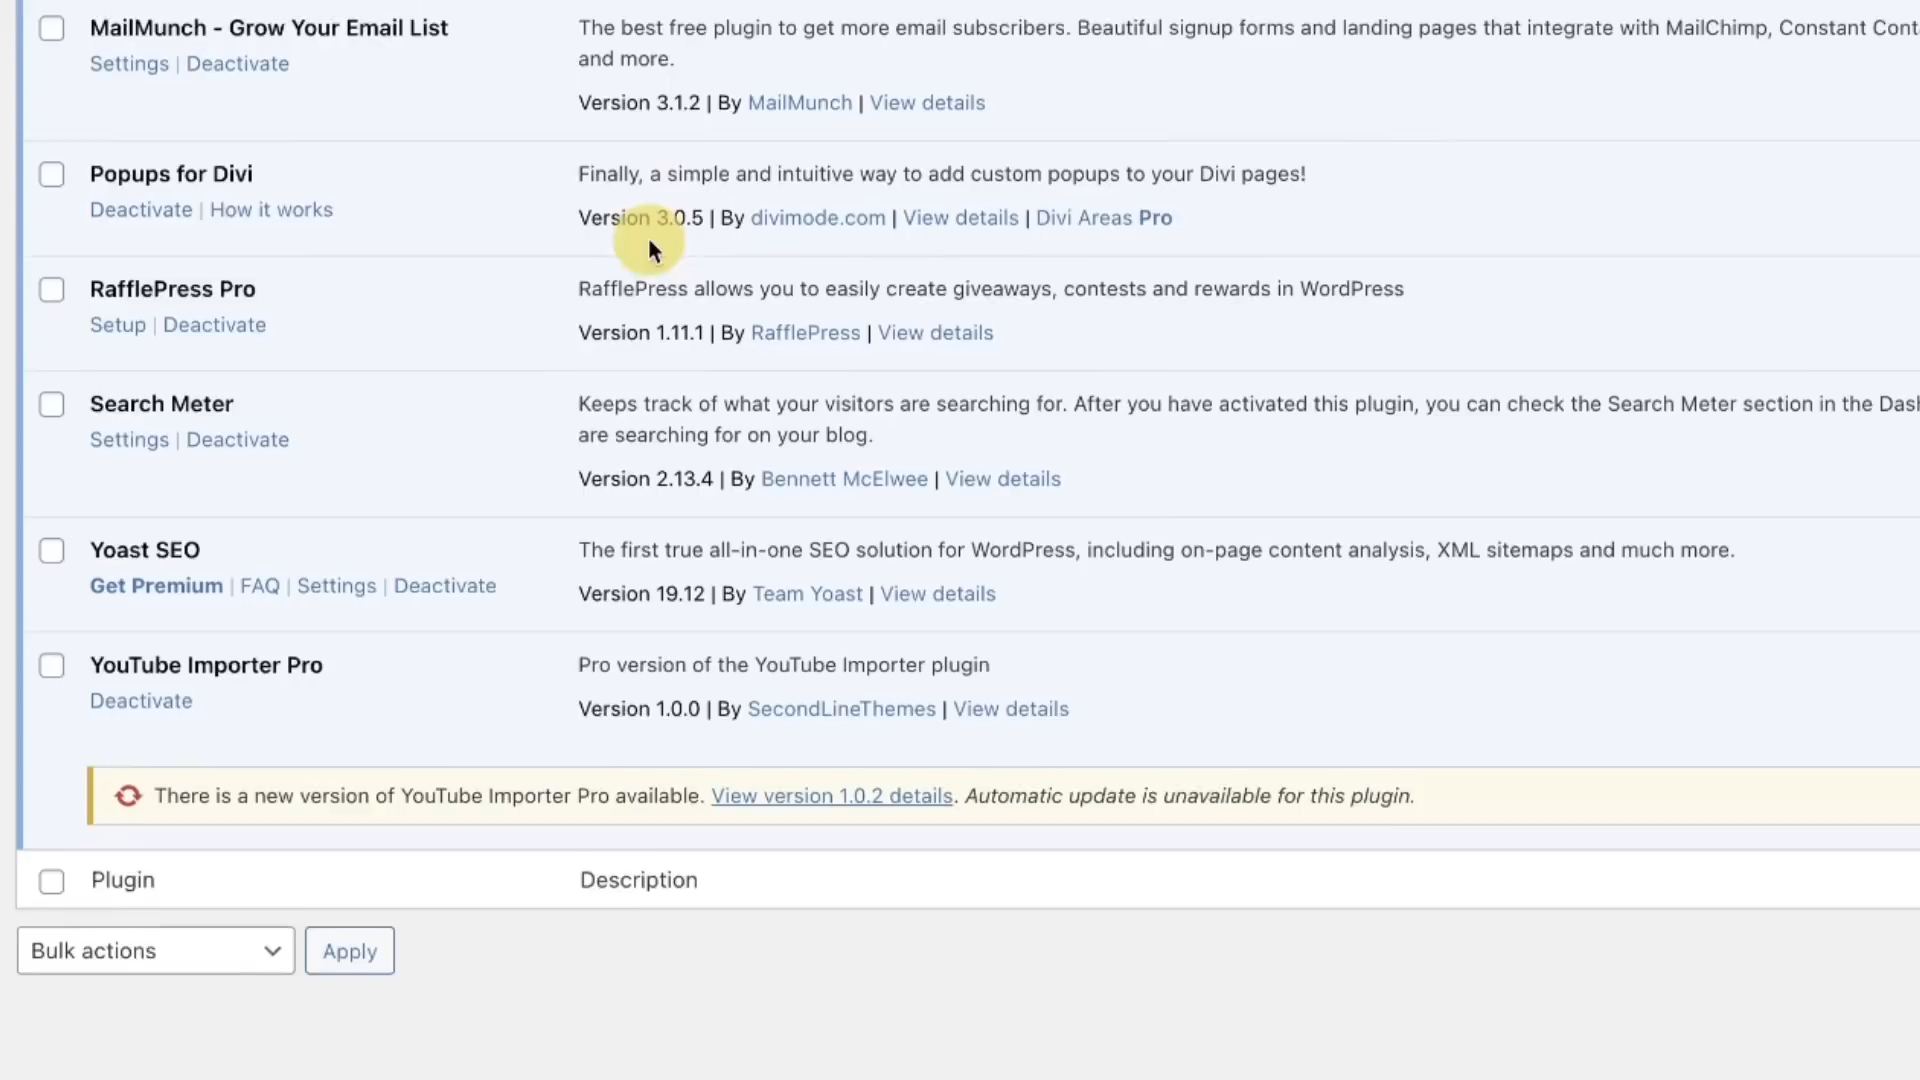 MailMunch - Grow Your Email List
Settings | Deactivate
The best free plugin to get more email subscribers. Beautiful signup forms and landing pages that integrate with MailChimp, Constant
and more.
Version 3.1.2 | By MailMunch | View details
Popups for Divi
Deactivate | How it works
Finally, a simple and intuitive way to add custom popups to your Divi pages!
Version 3.0.5 | By divimode.com | View details | Divi Areas Pro
RafflePress Pro
Setup | Deactivate
RafflePress allows you to easily create giveaways, contests and rewards in WordPress
Version 1.11.1 | By RafflePress | View details
Search Meter
Settings | Deactivate
Keeps track of what your visitors are searching for. After you have activated this plugin, you can check the Search Meter section in the
are searching for on your blog.
Version 2.13.4 | By Bennett McElwee | View details
Yoast SEO
Get Premium | FAQ | Settings | Deactivate
The first true all-in-one SEO solution for WordPress, including on-page content analysis, XML sitemaps and much more.
Version 19.12 | By Team Yoast | View details
YouTube Importer Pro
Deactivate
Pro version of the YouTube Importer plugin
Version 1.0.0 | By SecondLineThemes | View details
There is a new version of YouTube Importer Pro available. View version 1.0.2 details. Automatic update is unavailable for this plugin.
Plugin
Description
Bulk actions
Apply